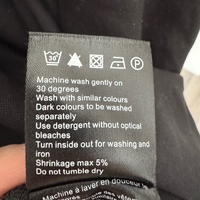 30
P
Machine wash gently on
30 degrees
Wash with similar colours
Dark colours to be washed
separately
Use detergent without optical
bleaches
Turn inside out for washing and
iron
Shrinkage max 5%
Do not tumble dry
Machine à laver en douceur le